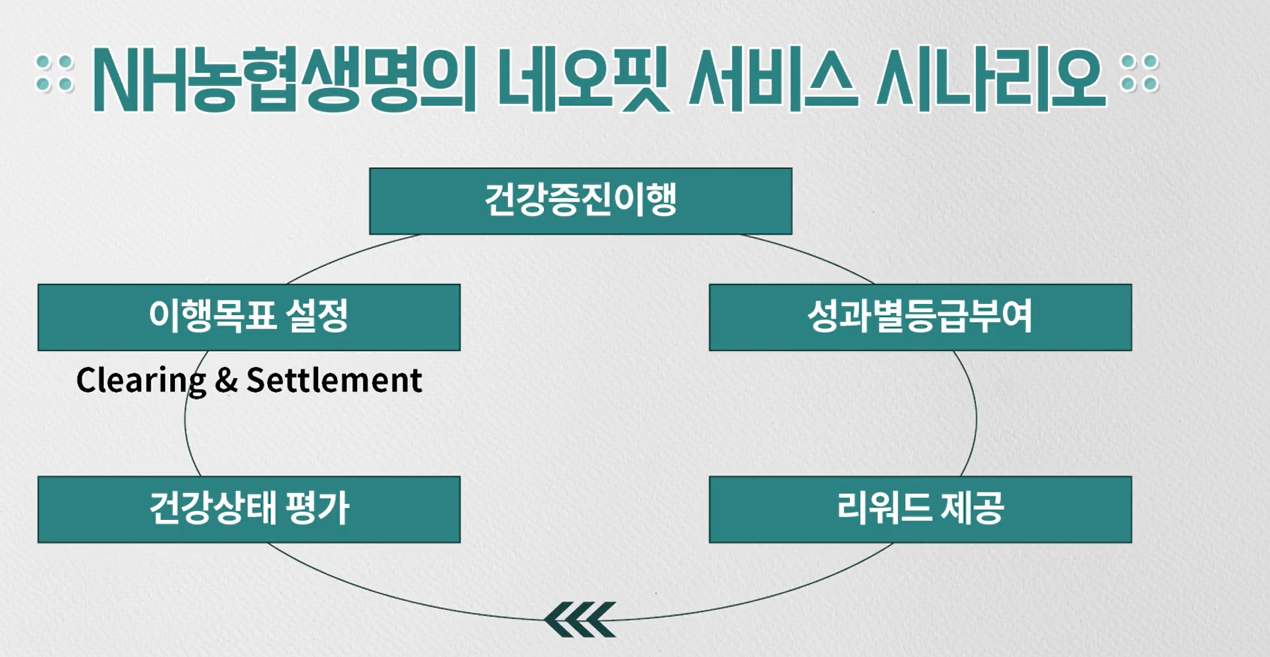 NH농협생명의 네오핏 서비스 시나리오
건강증진이행
이행목표 설정
성과별등급부여
Clearing & Settlement
건강상태 평가
리워드 제공